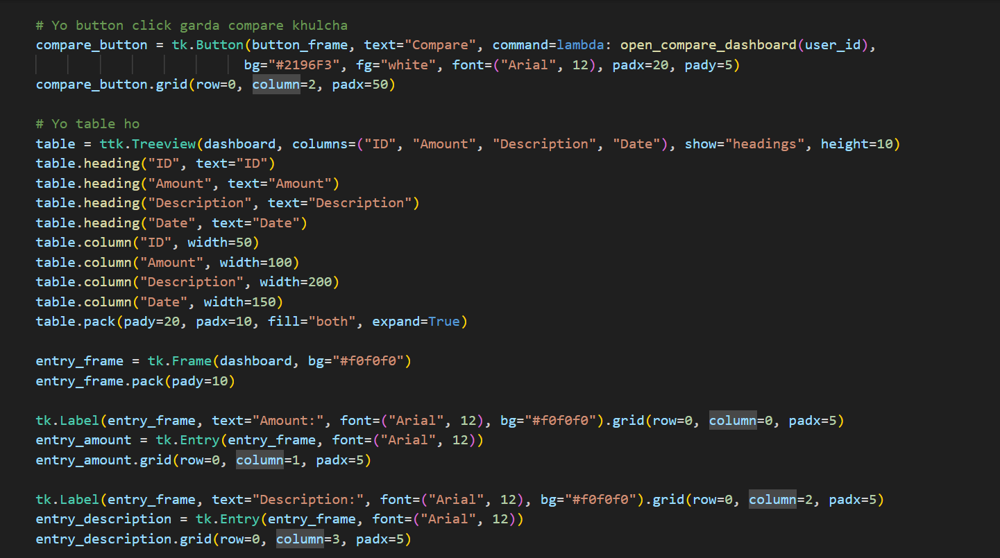 # Yo button click garda compare khulcha
compare_button = tk.Button(button_frame, text="Compare", command=lambda: open_compare_dashboard(user_id),
                          bg="#2196F3", fg="white", font=("Arial", 12), padx=20, pady=5)
compare_button.grid(row=0, column=2, padx=50)

# Yo table ho
table = ttk.Treeview(dashboard, columns=("ID", "Amount", "Description", "Date"), show="headings", height=10)
table.heading("ID", text="ID")
table.heading("Amount", text="Amount")
table.heading("Description", text="Description")
table.heading("Date", text="Date")
table.column("ID", width=50)
table.column("Amount", width=100)
table.column("Description", width=200)
table.column("Date", width=150)
table.pack(pady=20, padx=10, fill="both", expand=True)

entry_frame = tk.Frame(dashboard, bg="#f0f0f0")
entry_frame.pack(pady=10)

tk.Label(entry_frame, text="Amount:", font=("Arial", 12), bg="#f0f0f0").grid(row=0, column=0, padx=5)
entry_amount = tk.Entry(entry_frame, font=("Arial", 12))
entry_amount.grid(row=0, column=1, padx=5)

tk.Label(entry_frame, text="Description:", font=("Arial", 12), bg="#f0f0f0").grid(row=0, column=2, padx=5)
entry_description = tk.Entry(entry_frame, font=("Arial", 12))
entry_description.grid(row=0, column=3, padx=5)